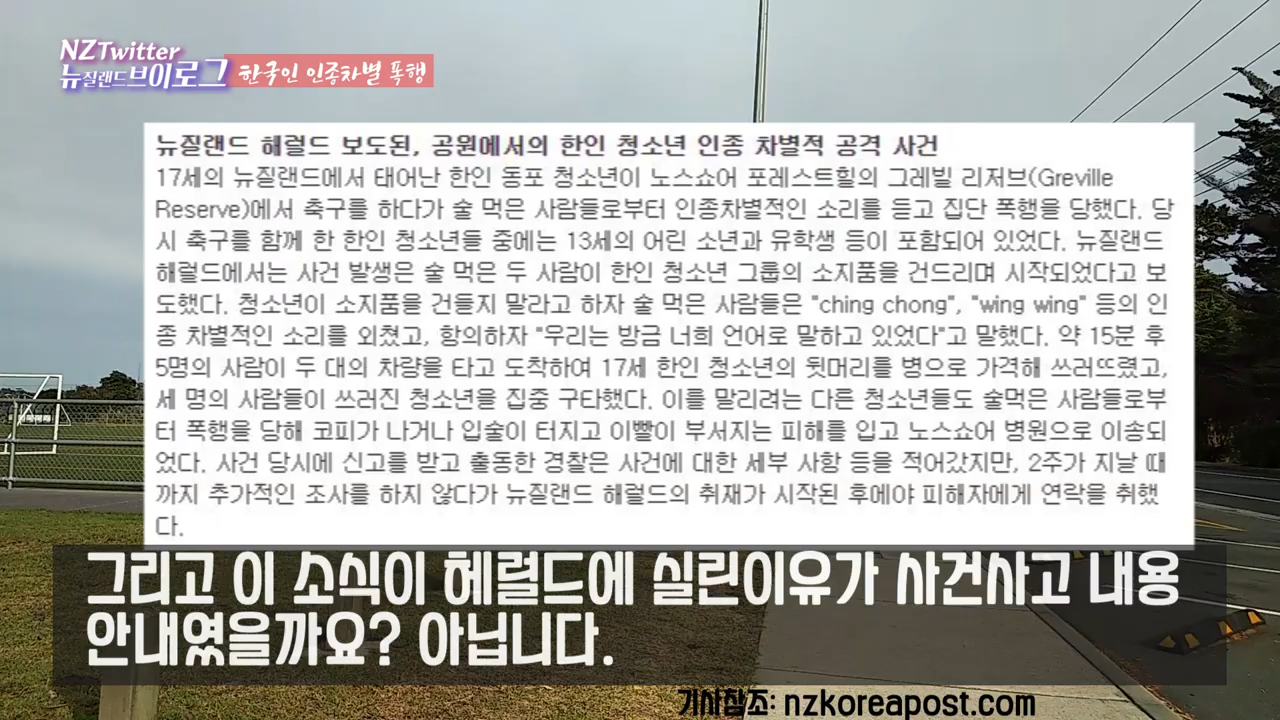 NZTwitter
뉴질랜드브이로그 한국인 인종차별 폭행
뉴질랜드 해럴드 보도된, 공원에서의 한인 청소년 인종 차별적 공격 사건
17세의 뉴질랜드에서 태어난 한인 동포 청소년이 노스쇼어 포레스트힐의 그레빌 리저브(Greville
Reserve)에서 축구를 하다가 술 먹은 사람들로부터 인종차별적인 소리를 듣고 집단 폭행을 당했다. 당
시 축구를 함께 한 한인 청소년들 중에는 13세의 어린 소년과 유학생 등이 포함되어 있었다. 뉴질랜드
해럴드에서는 사건 발생은 술 먹은 두 사람이 한인 청소년 그룹의 소지품을 건드리며 시작되었다고 보
도했다. 청소년이 소지품을 건들지 말라고 하자 술 먹은 사람들은 "ching chong", "wing wing" 등의 인
종 차별적인 소리를 외쳤고, 항의하자 "우리는 방금 너희 언어로 말하고 있었다"고 말했다. 약 15분 후
5명의 사람이 두 대의 차량을 타고 도착하여 17세 한인 청소년의 뒷머리를 병으로 가격해 쓰러뜨렸고,
세 명의 사람들이 쓰러진 청소년을 집중 구타했다. 이를 말리려는 다른 청소년들도 술먹은 사람들로부
터 폭행을 당해 코피가 나거나 입술이 터지고 이빨이 부서지는 피해를 입고 노스쇼어 병원으로 이송되
었다. 사건 당시에 신고를 받고 출동한 경찰은 사건에 대한 세부 사항 등을 적어갔지만, 2주가 지날 때
까지 추가적인 조사를 하지 않다가 뉴질랜드 해럴드의 취재가 시작된 후에야 피해자에게 연락을 취했
다.
그리고 이 소식이 헤럴드에 실린이유가 사건사고 내용
안내였을까요? 아닙니다.
기사참조: nzkoreapost.com